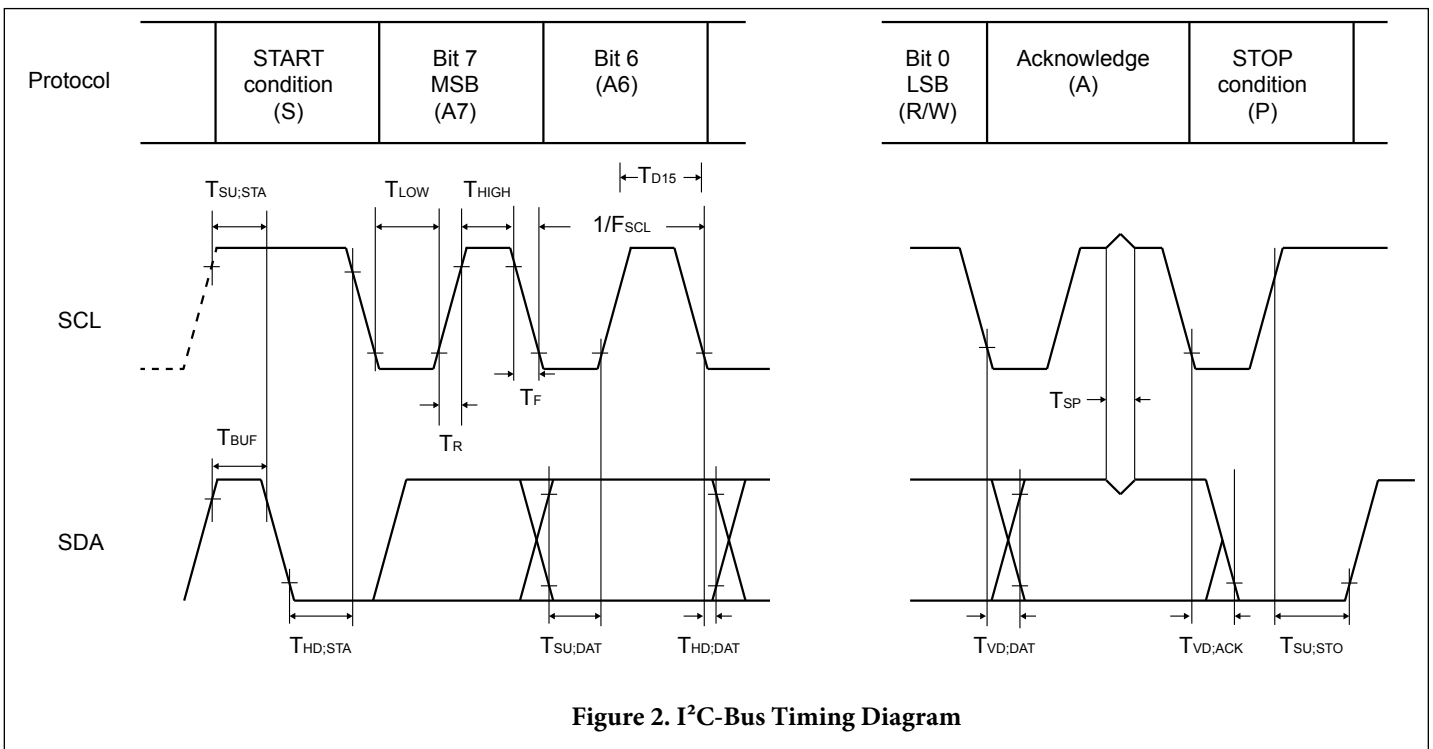 Protocol
START
condition
(S)
Bit 7
MSB
(A7)
Bit 6
(A6)
Bit 0
LSB
(R/W)
Acknowledge
(A)
STOP
condition
(P)
TSU;STA
TLOW
THIGH
TD15
1/FSCL
SCL
TF
TR
TSP
TBUF
SDA
THD;STA
TSU;DAT
THD;DAT
TVD;DAT
TVD;ACK
TSU;STO
Figure 2. I²C-Bus Timing Diagram